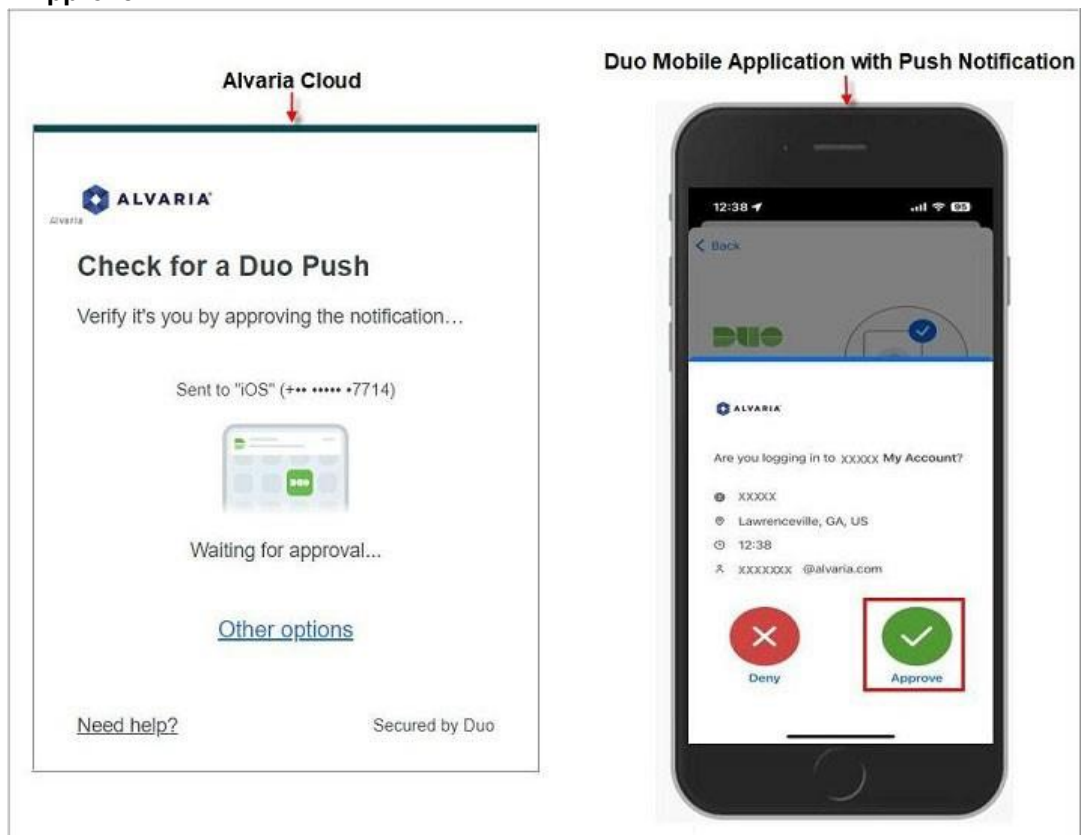 Alvaria Cloud
ALVARIA
Alvaria
Check for a Duo Push
Verify it's you by approving the notification...
Sent to "iOS" (+•• ••••• •7714)
Waiting for approval...
Other options
Need help?
Secured by Duo
Duo Mobile Application with Push Notification
12:38
95
Back
DUO
ALVARIA
Are you logging in to XXXXX My Account?
XXXXX
Lawrenceville, GA, US
12:38
XXXXXXX @alvaria.com
Deny
Approve